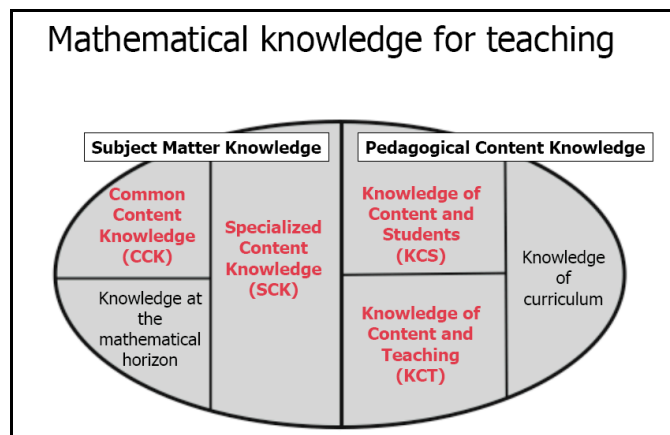 Mathematical knowledge for teaching
Subject Matter Knowledge
Pedagogical Content Knowledge
Common
Content
Knowledge
(CCK)
Knowledge at
the
mathematical
horizon
Specialized
Content
Knowledge
(SCK)
Knowledge of
Content and
Students
(KCS)
Knowledge of
Content and
Teaching
(KCT)
Knowledge
of
curriculum